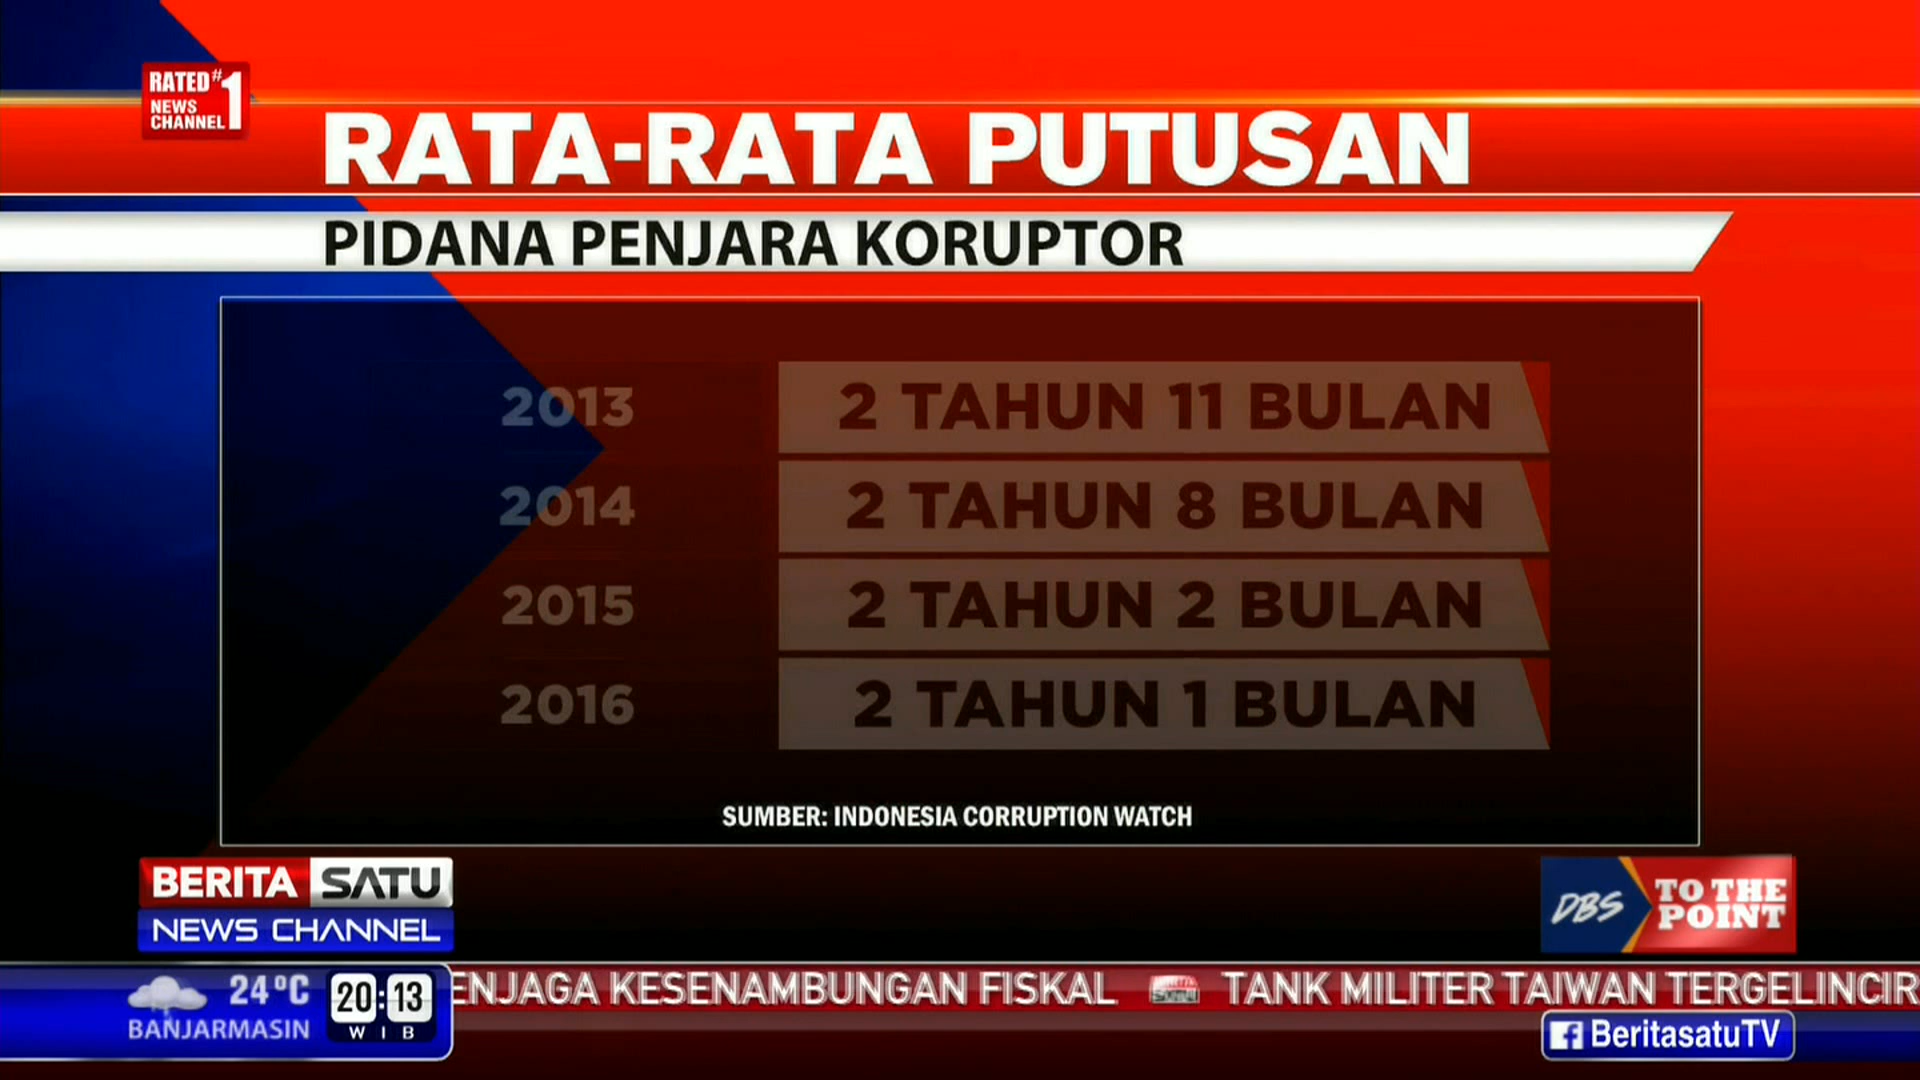 RATED #1
NEWS
CHANNEL
RATA-RATA PUTUSAN
PIDANA PENJARA KORUPTOR
2013 2 TAHUN 11 BULAN
2014 2 TAHUN 8 BULAN
2015 2 TAHUN 2 BULAN
2016 2 TAHUN 1 BULAN
SUMBER: INDONESIA CORRUPTION WATCH
BERITA SATU
NEWS CHANNEL
DBS TO THE
POINT
24°C
BANJARMASIN
20:13
WIB
ENJAGA KESENAMBUNGAN FISKAL TANK MILITER TAIWAN TERGELINCIR
BeritasatuTV